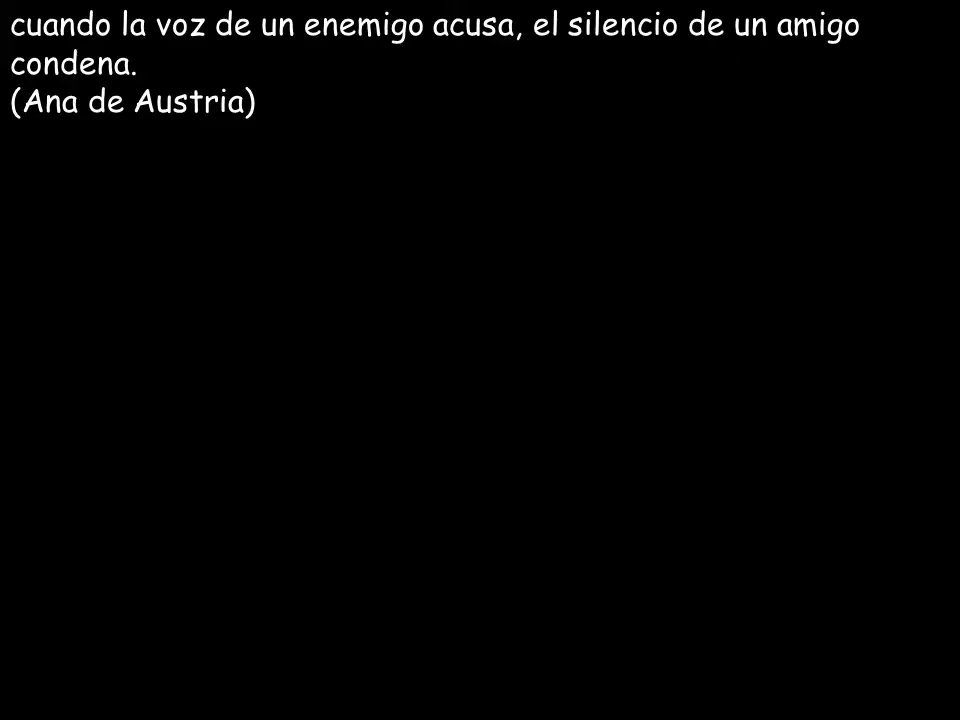 cuando la voz de un enemigo acusa, el silencio de un amigo
condena.
(Ana de Austria)